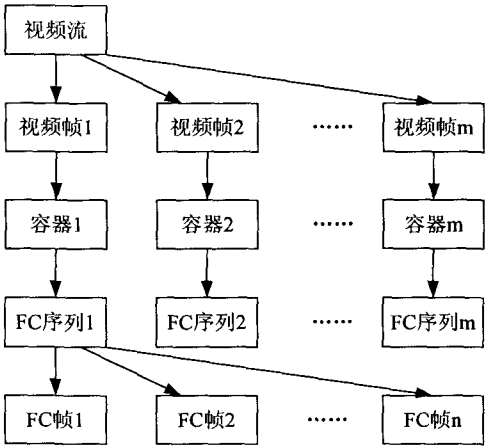 视频流
视频帧1 视频帧2 …… 视频帧m
容器1 容器2 …… 容器m
FC序列1 FC序列2 …… FC序列m
FC帧1 FC帧2 …… FC帧n